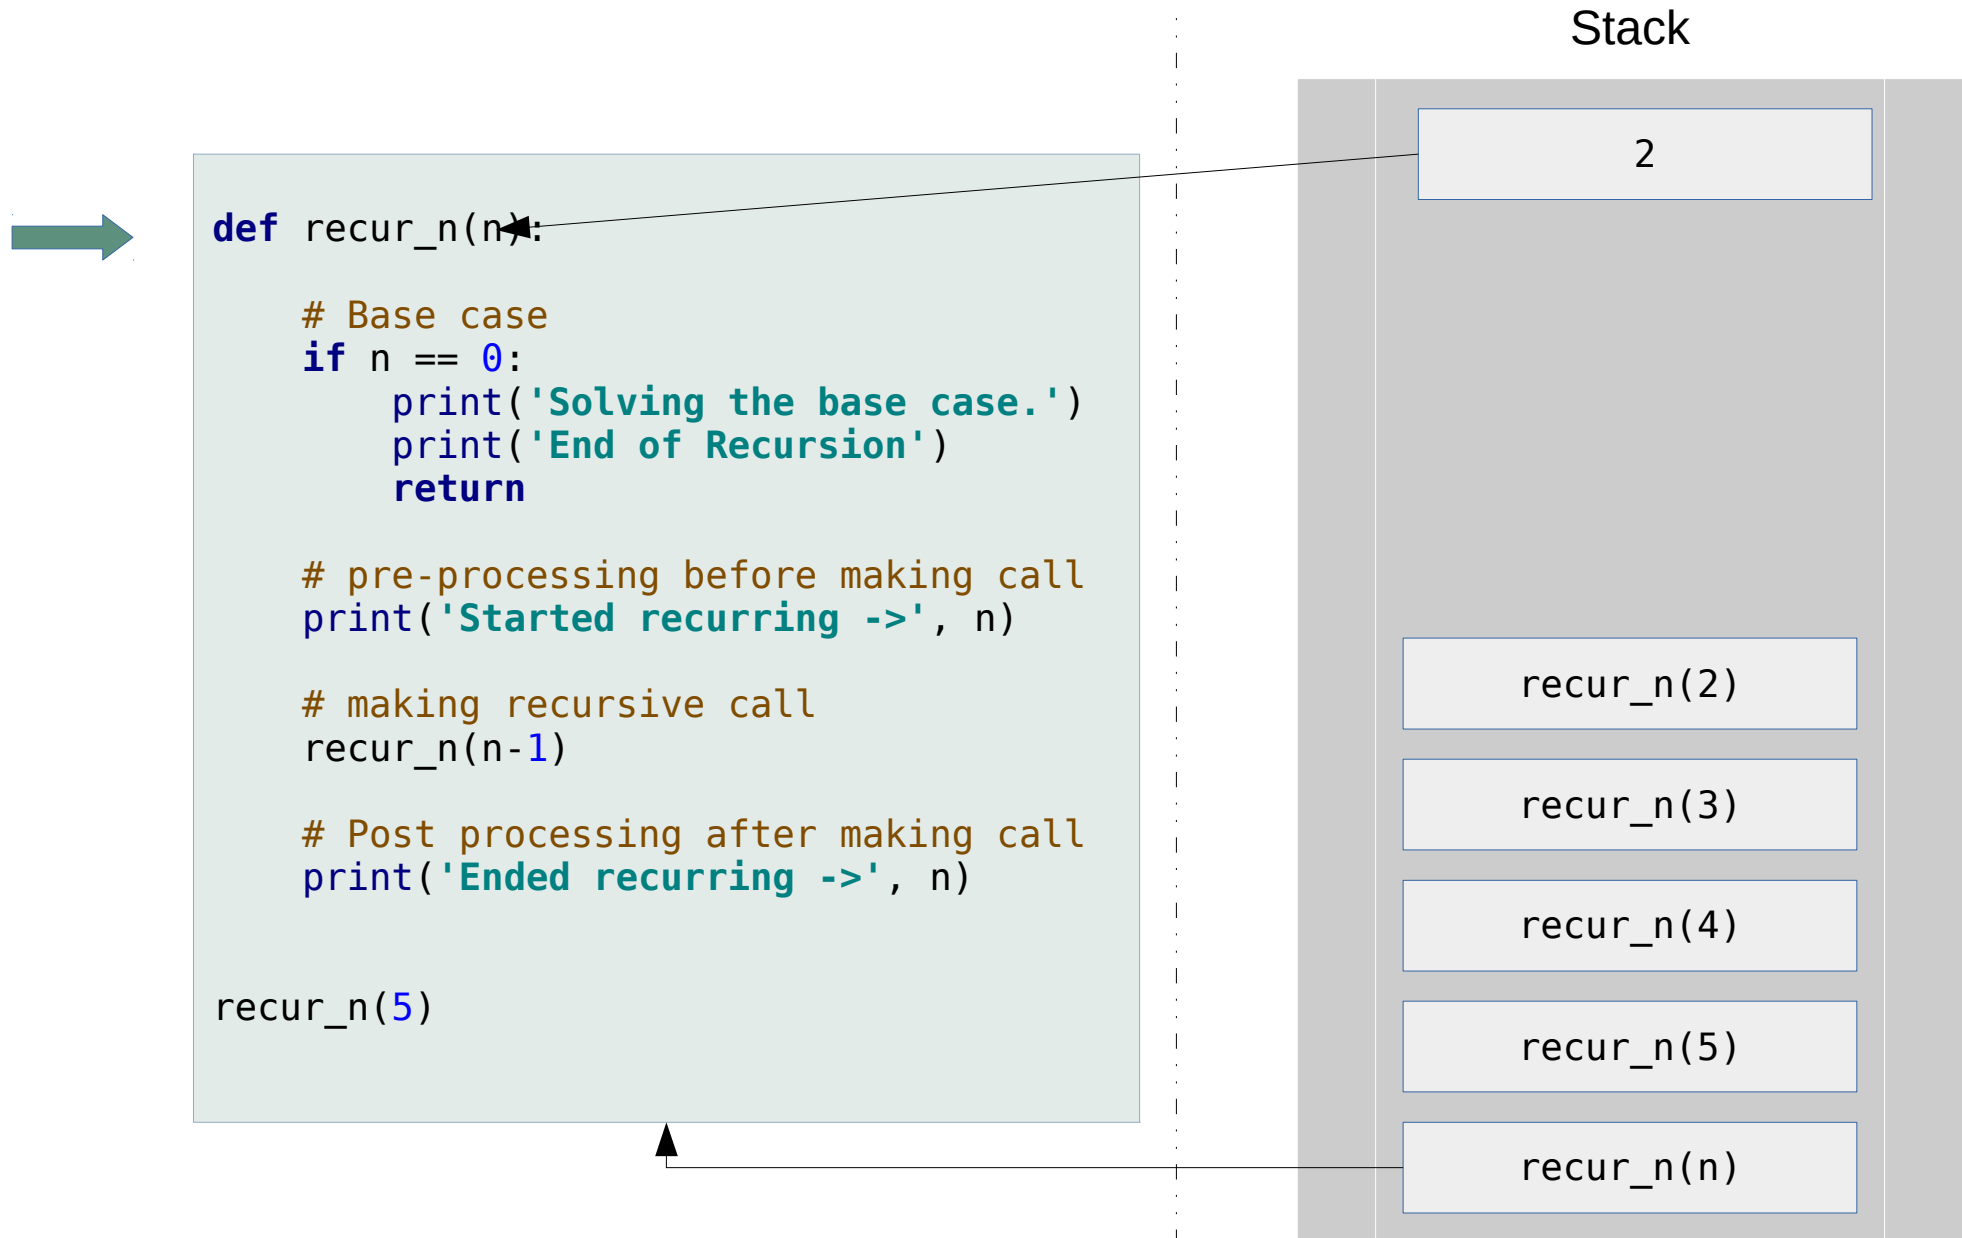 Stack
2
def recur_n(n):
# Base case
if n == 0:
print('Solving the base case.')
print('End of Recursion')
return
# pre-processing before making call
print('Started recurring ->', n)
# making recursive call
recur_n(n-1)
# Post processing after making call
print('Ended recurring ->', n)
recur_n(5)
recur_n(2)
recur_n(3)
recur_n(4)
recur_n(5)
recur_n(n)